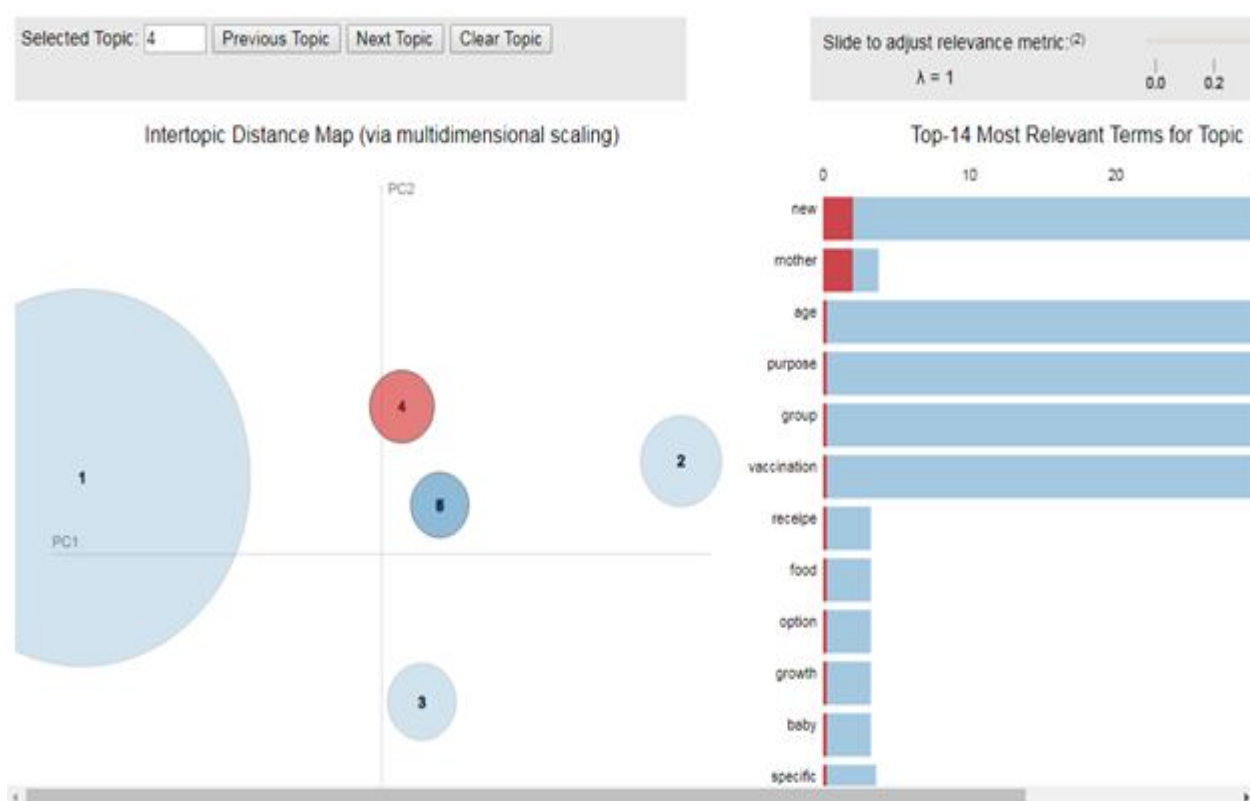 Selected Topic: 4 Previous Topic Next Topic Clear Topic
Slide to adjust relevance metric:(2)
λ = 1
0.0 0.2
Intertopic Distance Map (via multidimensional scaling)
PC2
1
4
2
PC1
3
Top-14 Most Relevant Terms for Topic
0 10 20
new
mother
age
purpose
group
vaccination
receipe
food
option
growth
baby
specific